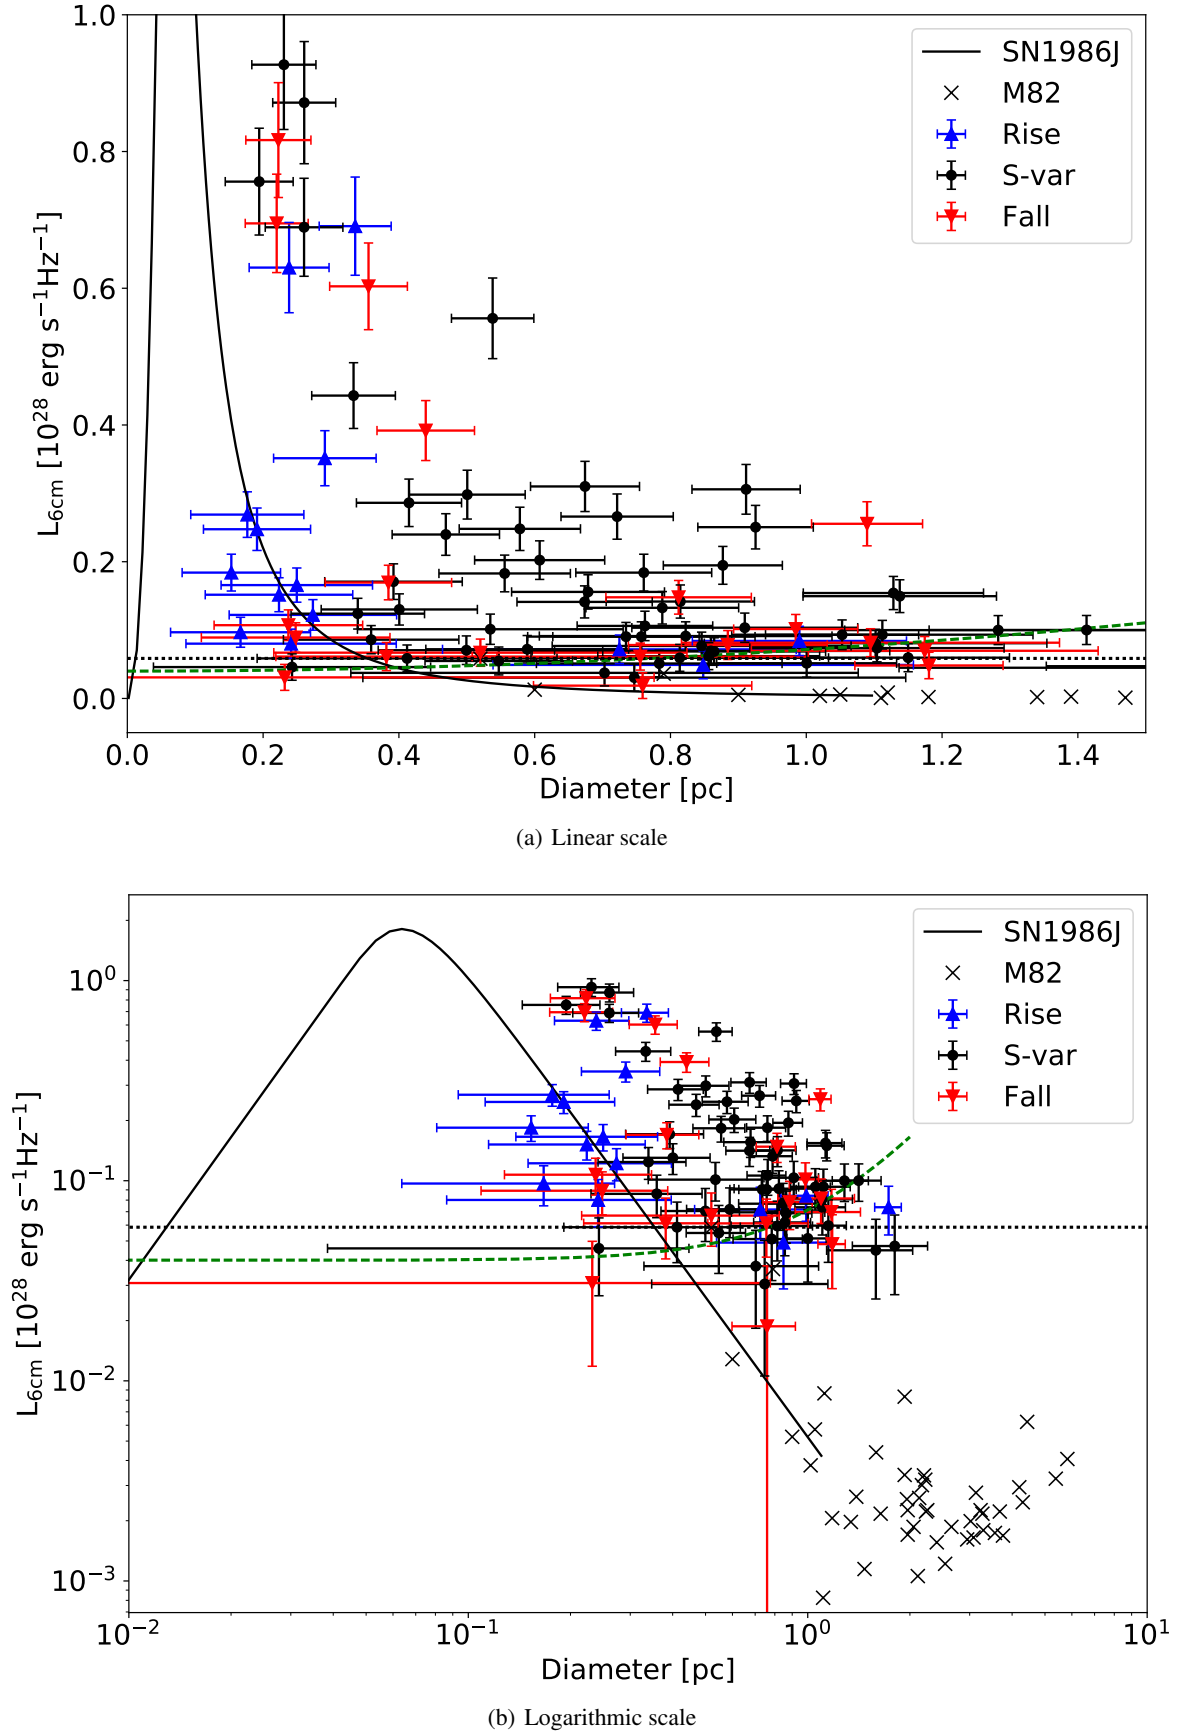 1.0
0.8
0.6
0.4
0.2
0.0
L6cm [10^28 erg s^−1Hz^−1]
SN1986J
M82
Rise
S-var
Fall
0.0 0.2 0.4 0.6 0.8 1.0 1.2 1.4
Diameter [pc]
(a) Linear scale
10^0
10^−1
10^−2
10^−3
L6cm [10^28 erg s^−1Hz^−1]
SN1986J
M82
Rise
S-var
Fall
10^−2 10^−1 10^0 10^1
Diameter [pc]
(b) Logarithmic scale